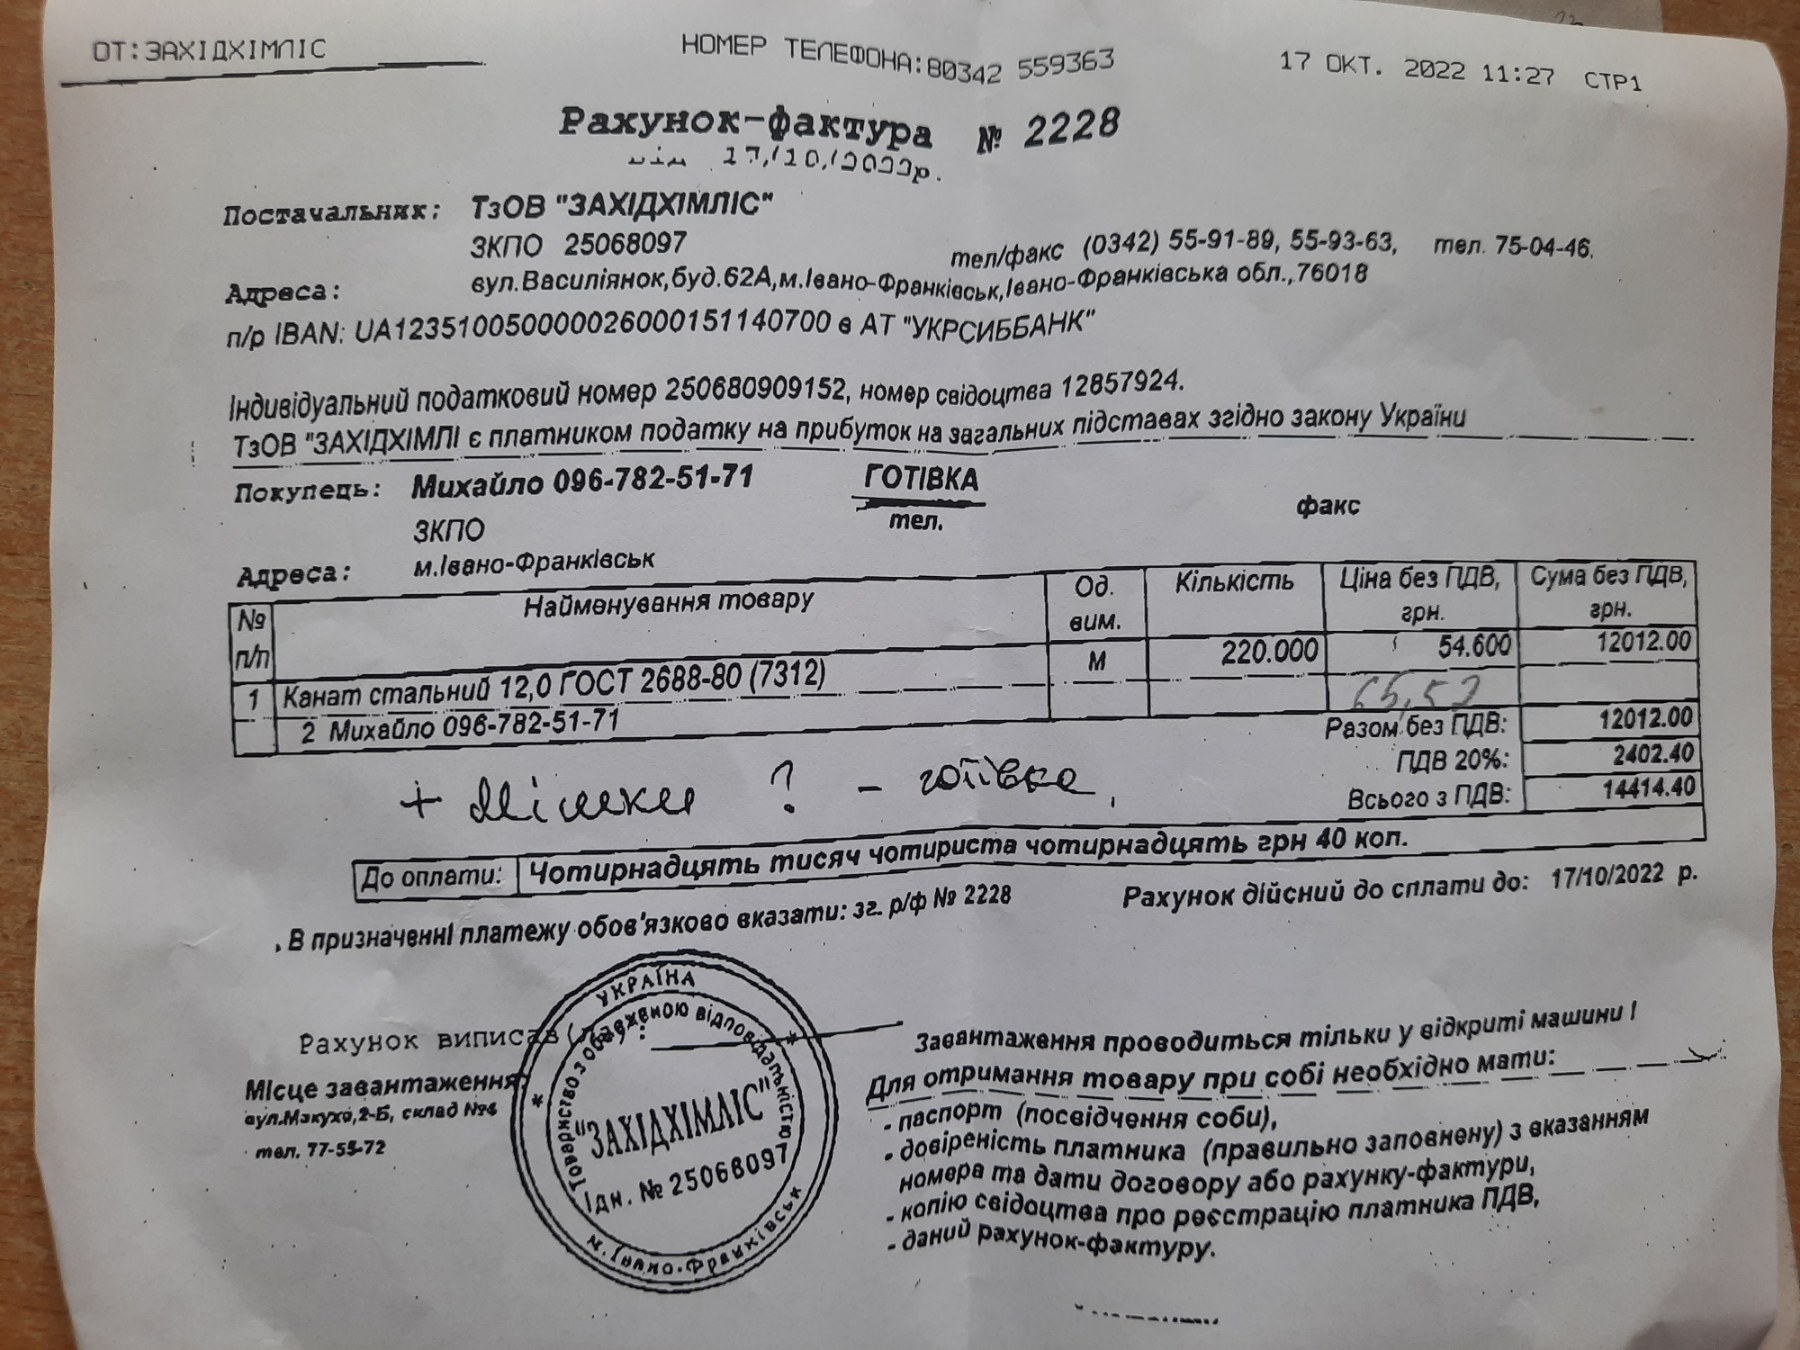 ОТ:ЗАХІДХІМЛІС НОМЕР ТЕЛЕФОНА:80342 559363 17 ОКТ. 2022 11:27 СТР1
Рахунок-фактура № 2228
від 17/10/2022р.
Постачальник: ТзОВ "ЗАХІДХІМЛІС"
ЗКПО 25068097 тел/факс (0342) 55-91-89, 55-93-63, тел. 75-04-46.
Адреса: вул.Василіянок,буд.62А,м.Івано-Франківськ,Івано-Франківська обл.,76018
п/р IBAN: UA123510050000026000151140700 в АТ "УКРСИББАНК"
Індивідуальний податковий номер 250680909152, номер свідоцтва 12857924.
ТзОВ "ЗАХІДХІМЛІ є платником податку на прибуток на загальних підставах згідно закону України
Покупець: Михайло 096-782-51-71 ГОТІВКА
ЗКПО тел. факс
Адреса: м.Івано-Франківськ
№ п/п Найменування товару Од. вим. Кількість Ціна без ПДВ, грн. Сума без ПДВ, грн.
1 Канат стальний 12,0 ГОСТ 2688-80 (7312) М 220.000 54.600 12012.00
65,52
2 Михайло 096-782-51-71
Разом без ПДВ: 12012.00
ПДВ 20%: 2402.40
Всього з ПДВ: 14414.40
+ Мішки ? - готівка
До оплати: Чотирнадцять тисяч чотириста чотирнадцять грн 40 коп.
В призначенні платежу обов'язково вказати: зг. р/ф № 2228 Рахунок дійсний до сплати до: 17/10/2022 р.
Рахунок виписав(ла):
Місце завантаження:
вул.Макуха,2-Б, склад №6
тел. 77-55-72
УКРАЇНА
Товариство з обмеженою відповідальністю
"ЗАХІДХІМЛІС"
Ідн. № 25068097
м. Івано-Франківськ
Завантаження проводиться тільки у відкриті машини !
Для отримання товару при собі необхідно мати:
- паспорт (посвідчення особи),
- довіреність платника (правильно заповнену) з вказанням
номера та дати договору або рахунку-фактури,
- копію свідоцтва про реєстрацію платника ПДВ,
- даний рахунок-фактуру.